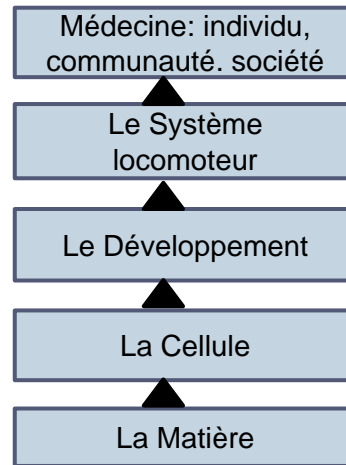 Médecine: individu,
communauté. société
Le Système
locomoteur
Le Développement
La Cellule
La Matière